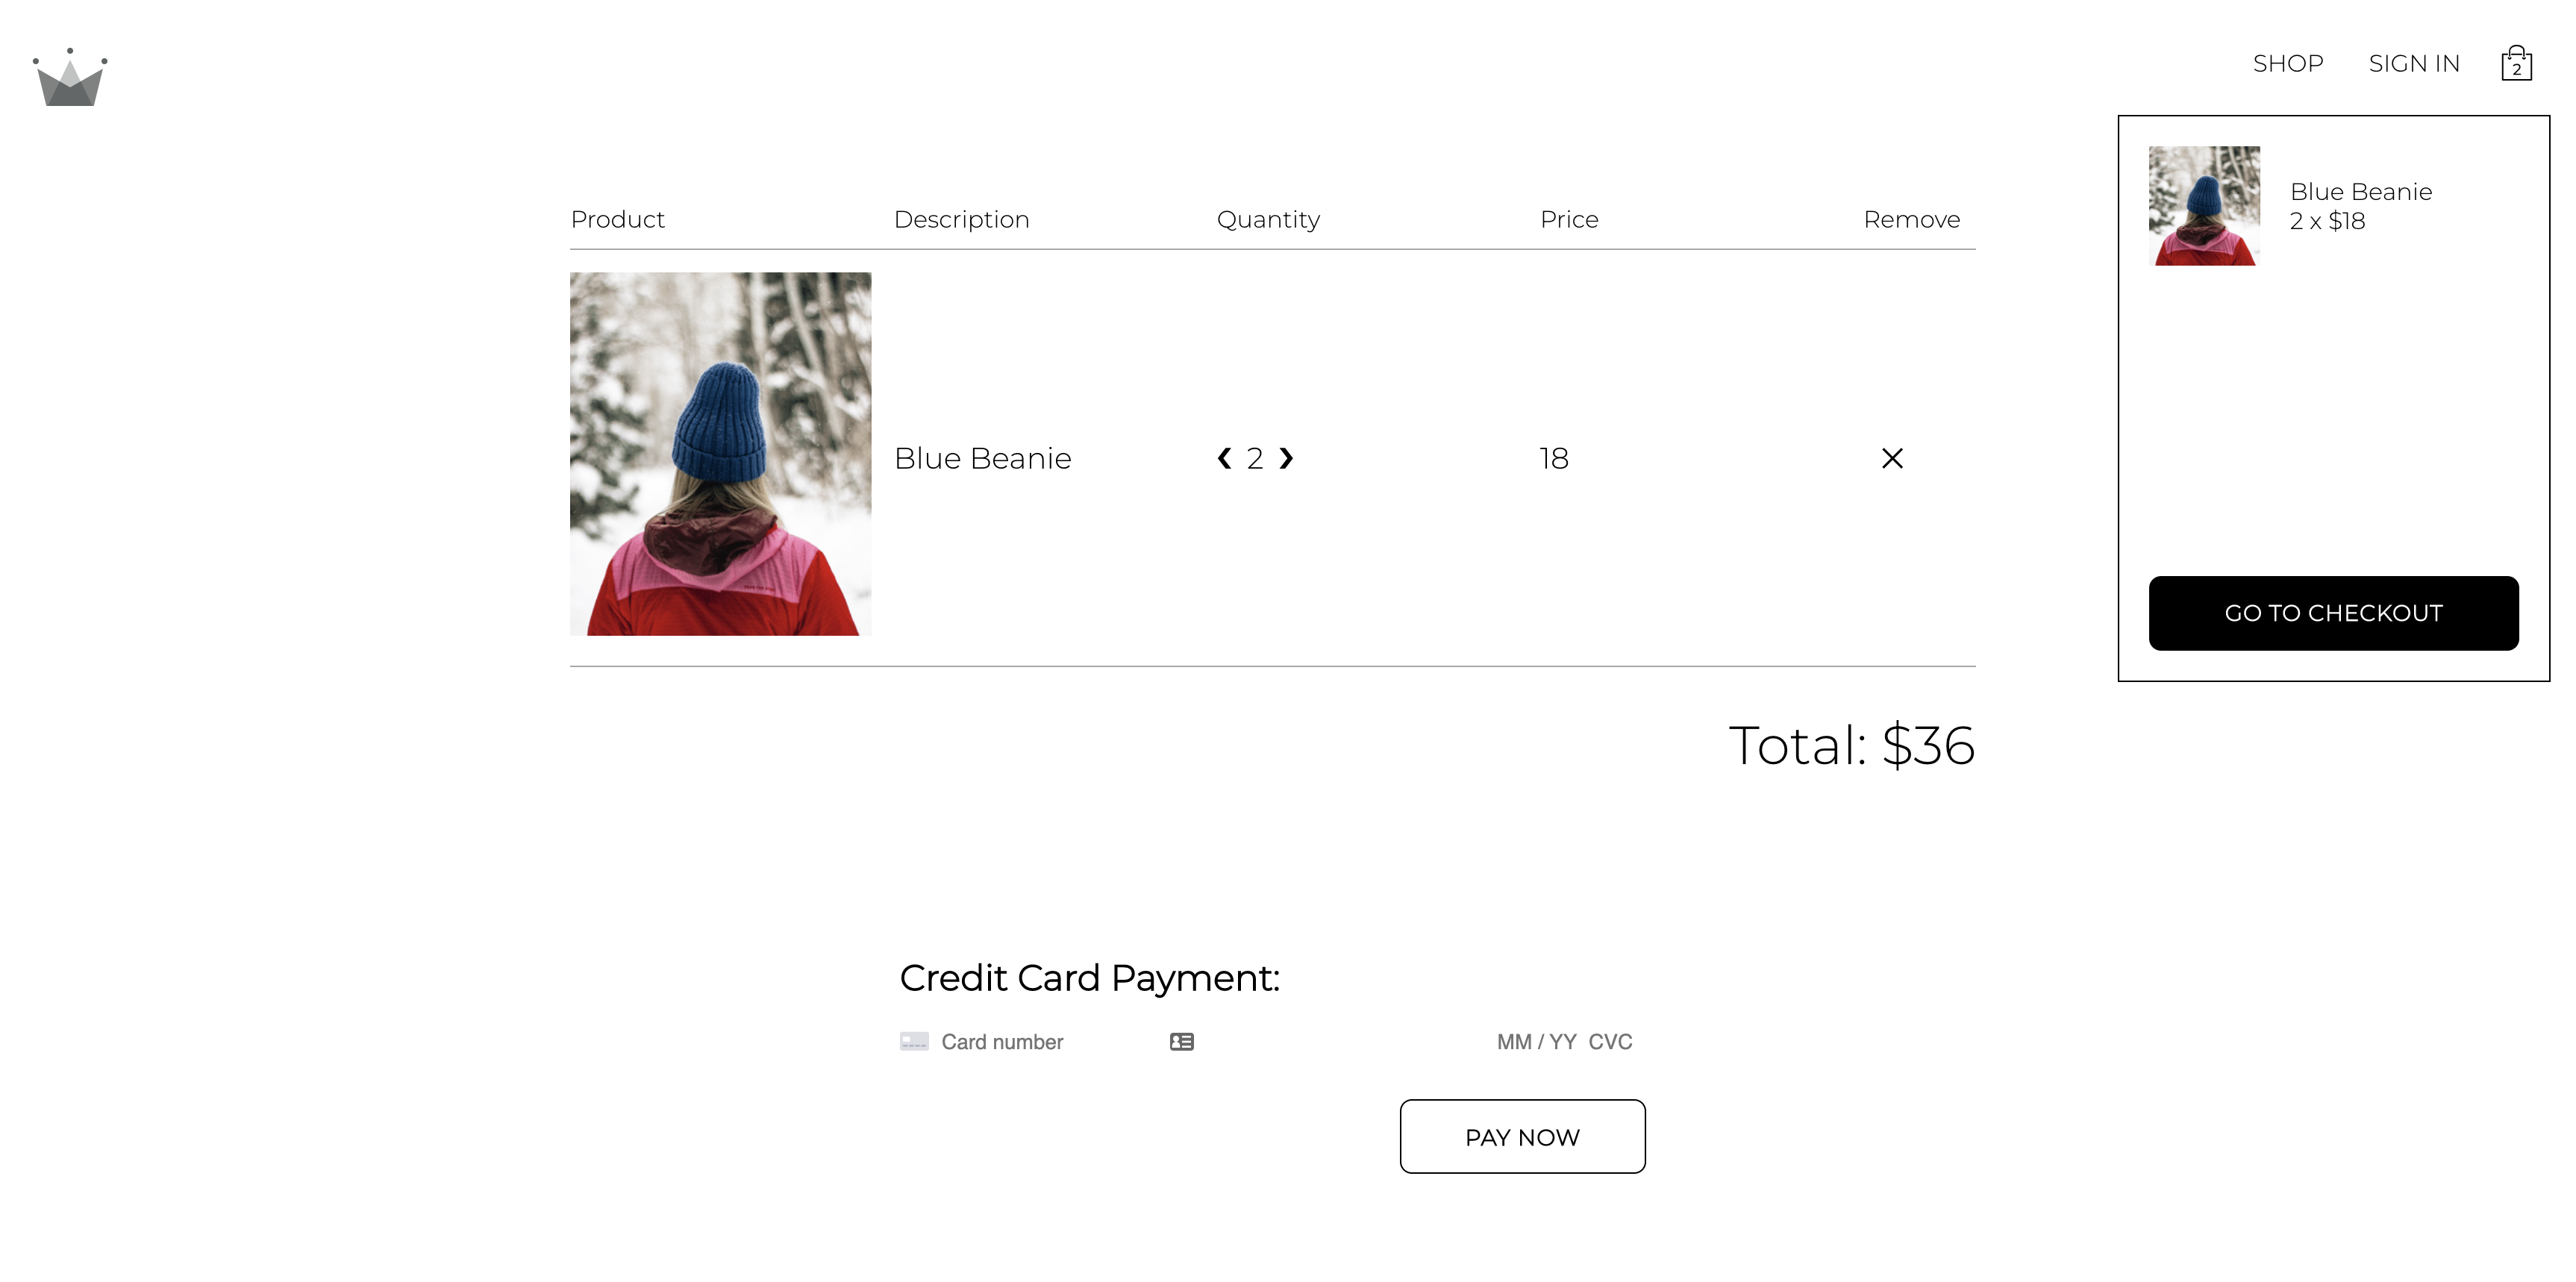 SHOP SIGN IN 2
Blue Beanie
2 x $18
GO TO CHECKOUT
Product Description Quantity Price Remove
Blue Beanie ❮ 2 ❯ 18 ✕
Total: $36
Credit Card Payment:
Card number MM / YY CVC
PAY NOW